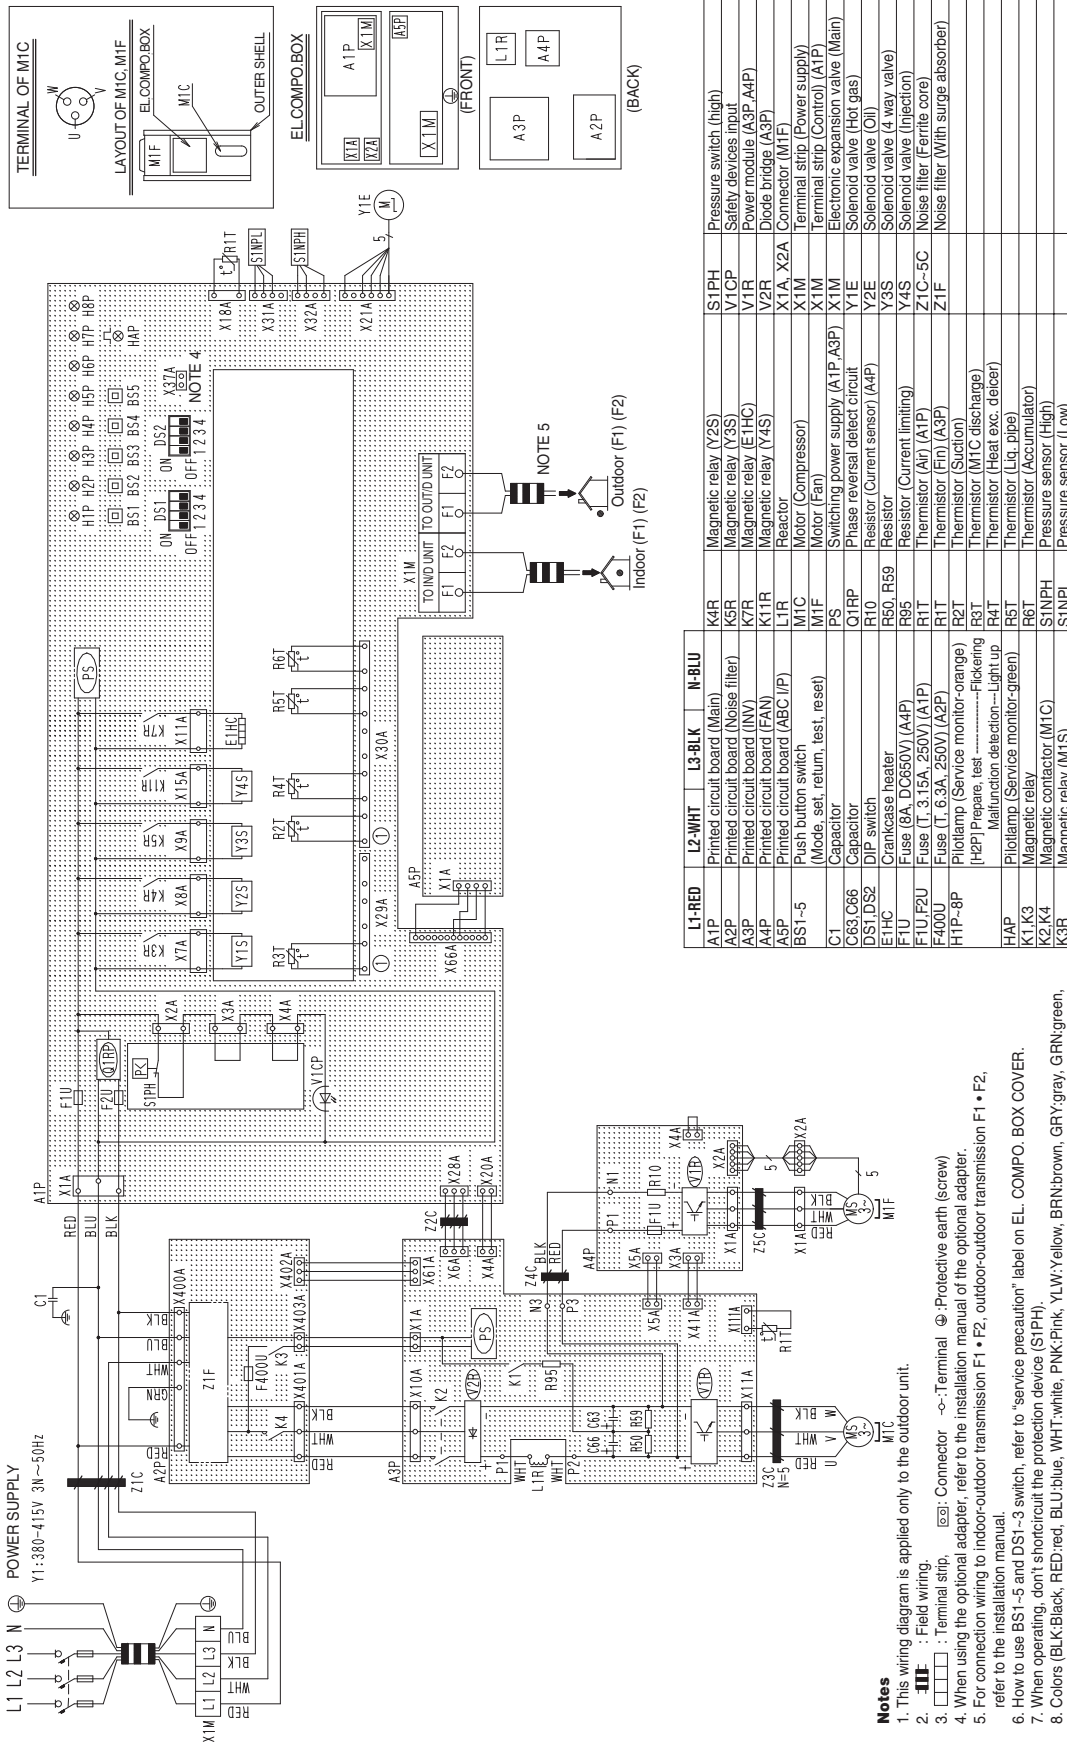 TERMINAL OF M1C
W
U
V
LAYOUT OF M1C, M1F
EL.COMPO.BOX
M1F
M1C
OUTER SHELL
EL.COMPO.BOX
A1P
X1M
A5P
X1A
X2A
X1M
(FRONT)
L1R
A4P
A3P
A2P
(BACK)
POWER SUPPLY
Y1:380-415V 3N~50Hz
L1 L2 L3 N
X1M
L1 L2 L3 N
RED
WHT
BLK
BLU
Z1C
C1
RED
BLU
BLK
A1P
X1A
F1U
F2U
Q1RP
S1PH
P
X2A
X3A
X4A
V1CP
X7A
X8A
X9A
X15A
X11A
K3R
K4R
K5R
K11R
K7R
Y1S
Y2S
Y3S
Y4S
E1HC
PS
H1P H2P H3P H4P H5P H6P H7P H8P
BS1 BS2 BS3 BS4 BS5
HAP
ON DS1
OFF 1 2 3 4
ON DS2
OFF 1 2 3 4
X37A
NOTE 4
X18A
R1T
t°
X31A
S1NPL
X32A
S1NPH
X21A
5
Y1E
M
R3T
R2T
R4T
R5T
R6T
X29A
X30A
1
1
X1M
TO IN/D UNIT
TO OUT/D UNIT
F1 F2
F1 F2
NOTE 5
Indoor (F1) (F2)
Outdoor (F1) (F2)
A5P
X1A
X66A
X28A
X20A
Z2C
X6A
X4A
A2P
X400A
RED
GRN
WHT
BLU
BLK
Z1F
F400U
K4
K3
X401A
X403A
X402A
RED
WHT
BLK
A3P
X10A
X1A
X61A
K2
V2R
PS
K1
R95
P1
WHT
L1R
WHT
P2
C66
C63
R50
R59
N3
P3
V1R
X11A
X111A
t°
R1T
X5A
X41A
Z3C
N=5
RED
WHT
BLK
U
V
W
MS
3~
M1C
Z4C
BLK
RED
A4P
P1
N1
F1U
R10
V1R
X5A
X3A
X4A
X1A
X2A
Z5C
X1A
X2A
5
5
RED
WHT
BLK
MS
3~
M1F
L1-RED L2-WHT L3-BLK N-BLU
A1P Printed circuit board (Main)
A2P Printed circuit board (Noise filter)
A3P Printed circuit board (INV)
A4P Printed circuit board (FAN)
A5P Printed circuit board (ABC I/P)
BS1~5 Push button switch
(Mode, set, return, test, reset)
C1 Capacitor
C63,C66 Capacitor
DS1,DS2 DIP switch
E1HC Crankcase heater
F1U Fuse (8A, DC650V) (A4P)
F1U,F2U Fuse (T, 3.15A, 250V) (A1P)
F400U Fuse (T, 6.3A, 250V) (A2P)
H1P~8P Pilotlamp (Service monitor-orange)
[H2P] Prepare, test ------------Flickering
Malfunction detection---Light up
HAP Pilotlamp (Service monitor-green)
K1,K3 Magnetic relay
K2,K4 Magnetic contactor (M1C)
K3R Magnetic relay (M1S)
K4R Magnetic relay (Y2S)
K5R Magnetic relay (Y3S)
K7R Magnetic relay (E1HC)
K11R Magnetic relay (Y4S)
L1R Reactor
M1C Motor (Compressor)
M1F Motor (Fan)
PS Switching power supply (A1P,A3P)
Q1RP Phase reversal detect circuit
R10 Resistor (Current sensor) (A4P)
R50, R59 Resistor
R95 Resistor (Current limiting)
R1T Thermistor (Air) (A1P)
R1T Thermistor (Fin) (A3P)
R2T Thermistor (Suction)
R3T Thermistor (M1C discharge)
R4T Thermistor (Heat exc. deicer)
R5T Thermistor (Liq. pipe)
R6T Thermistor (Accumulator)
S1NPH Pressure sensor (High)
S1NPL Pressure sensor (Low
S1PH Pressure switch (high)
V1CP Safety devices input
V1R Power module (A3P,A4P)
V2R Diode bridge (A3P)
X1A, X2A Connector (M1F)
X1M Terminal strip (Power supply)
X1M Terminal strip (Control) (A1P)
X1M Electronic expansion valve (Main)
Y1E Solenoid valve (Hot gas)
Y2E Solenoid valve (Oil)
Y3S Solenoid valve (4 way valve)
Y4S Solenoid valve (Injection)
Z1C~5C Noise filter (Ferrite core)
Z1F Noise filter (With surge absorber)
Notes
1. This wiring diagram is applied only to the outdoor unit.
2. : Field wiring.
3. : Terminal strip, : Connector -o-:Terminal :Protective earth (screw)
4. When using the optional adapter, refer to the installation manual of the optional adapter.
5. For connection wiring to indoor-outdoor transmission F1 • F2, outdoor-outdoor transmission F1 • F2,
refer to the installation manual.
6. How to use BS1~5 and DS1~3 switch, refer to “service precaution” label on EL. COMPO. BOX COVER.
7. When operating, don't shortcircuit the protection device (S1PH).
8. Colors (BLK:Black, RED:red, BLU:blue, WHT:white, PNK:Pink, YLW:Yellow, BRN:brown, GRY:gray, GRN:green,